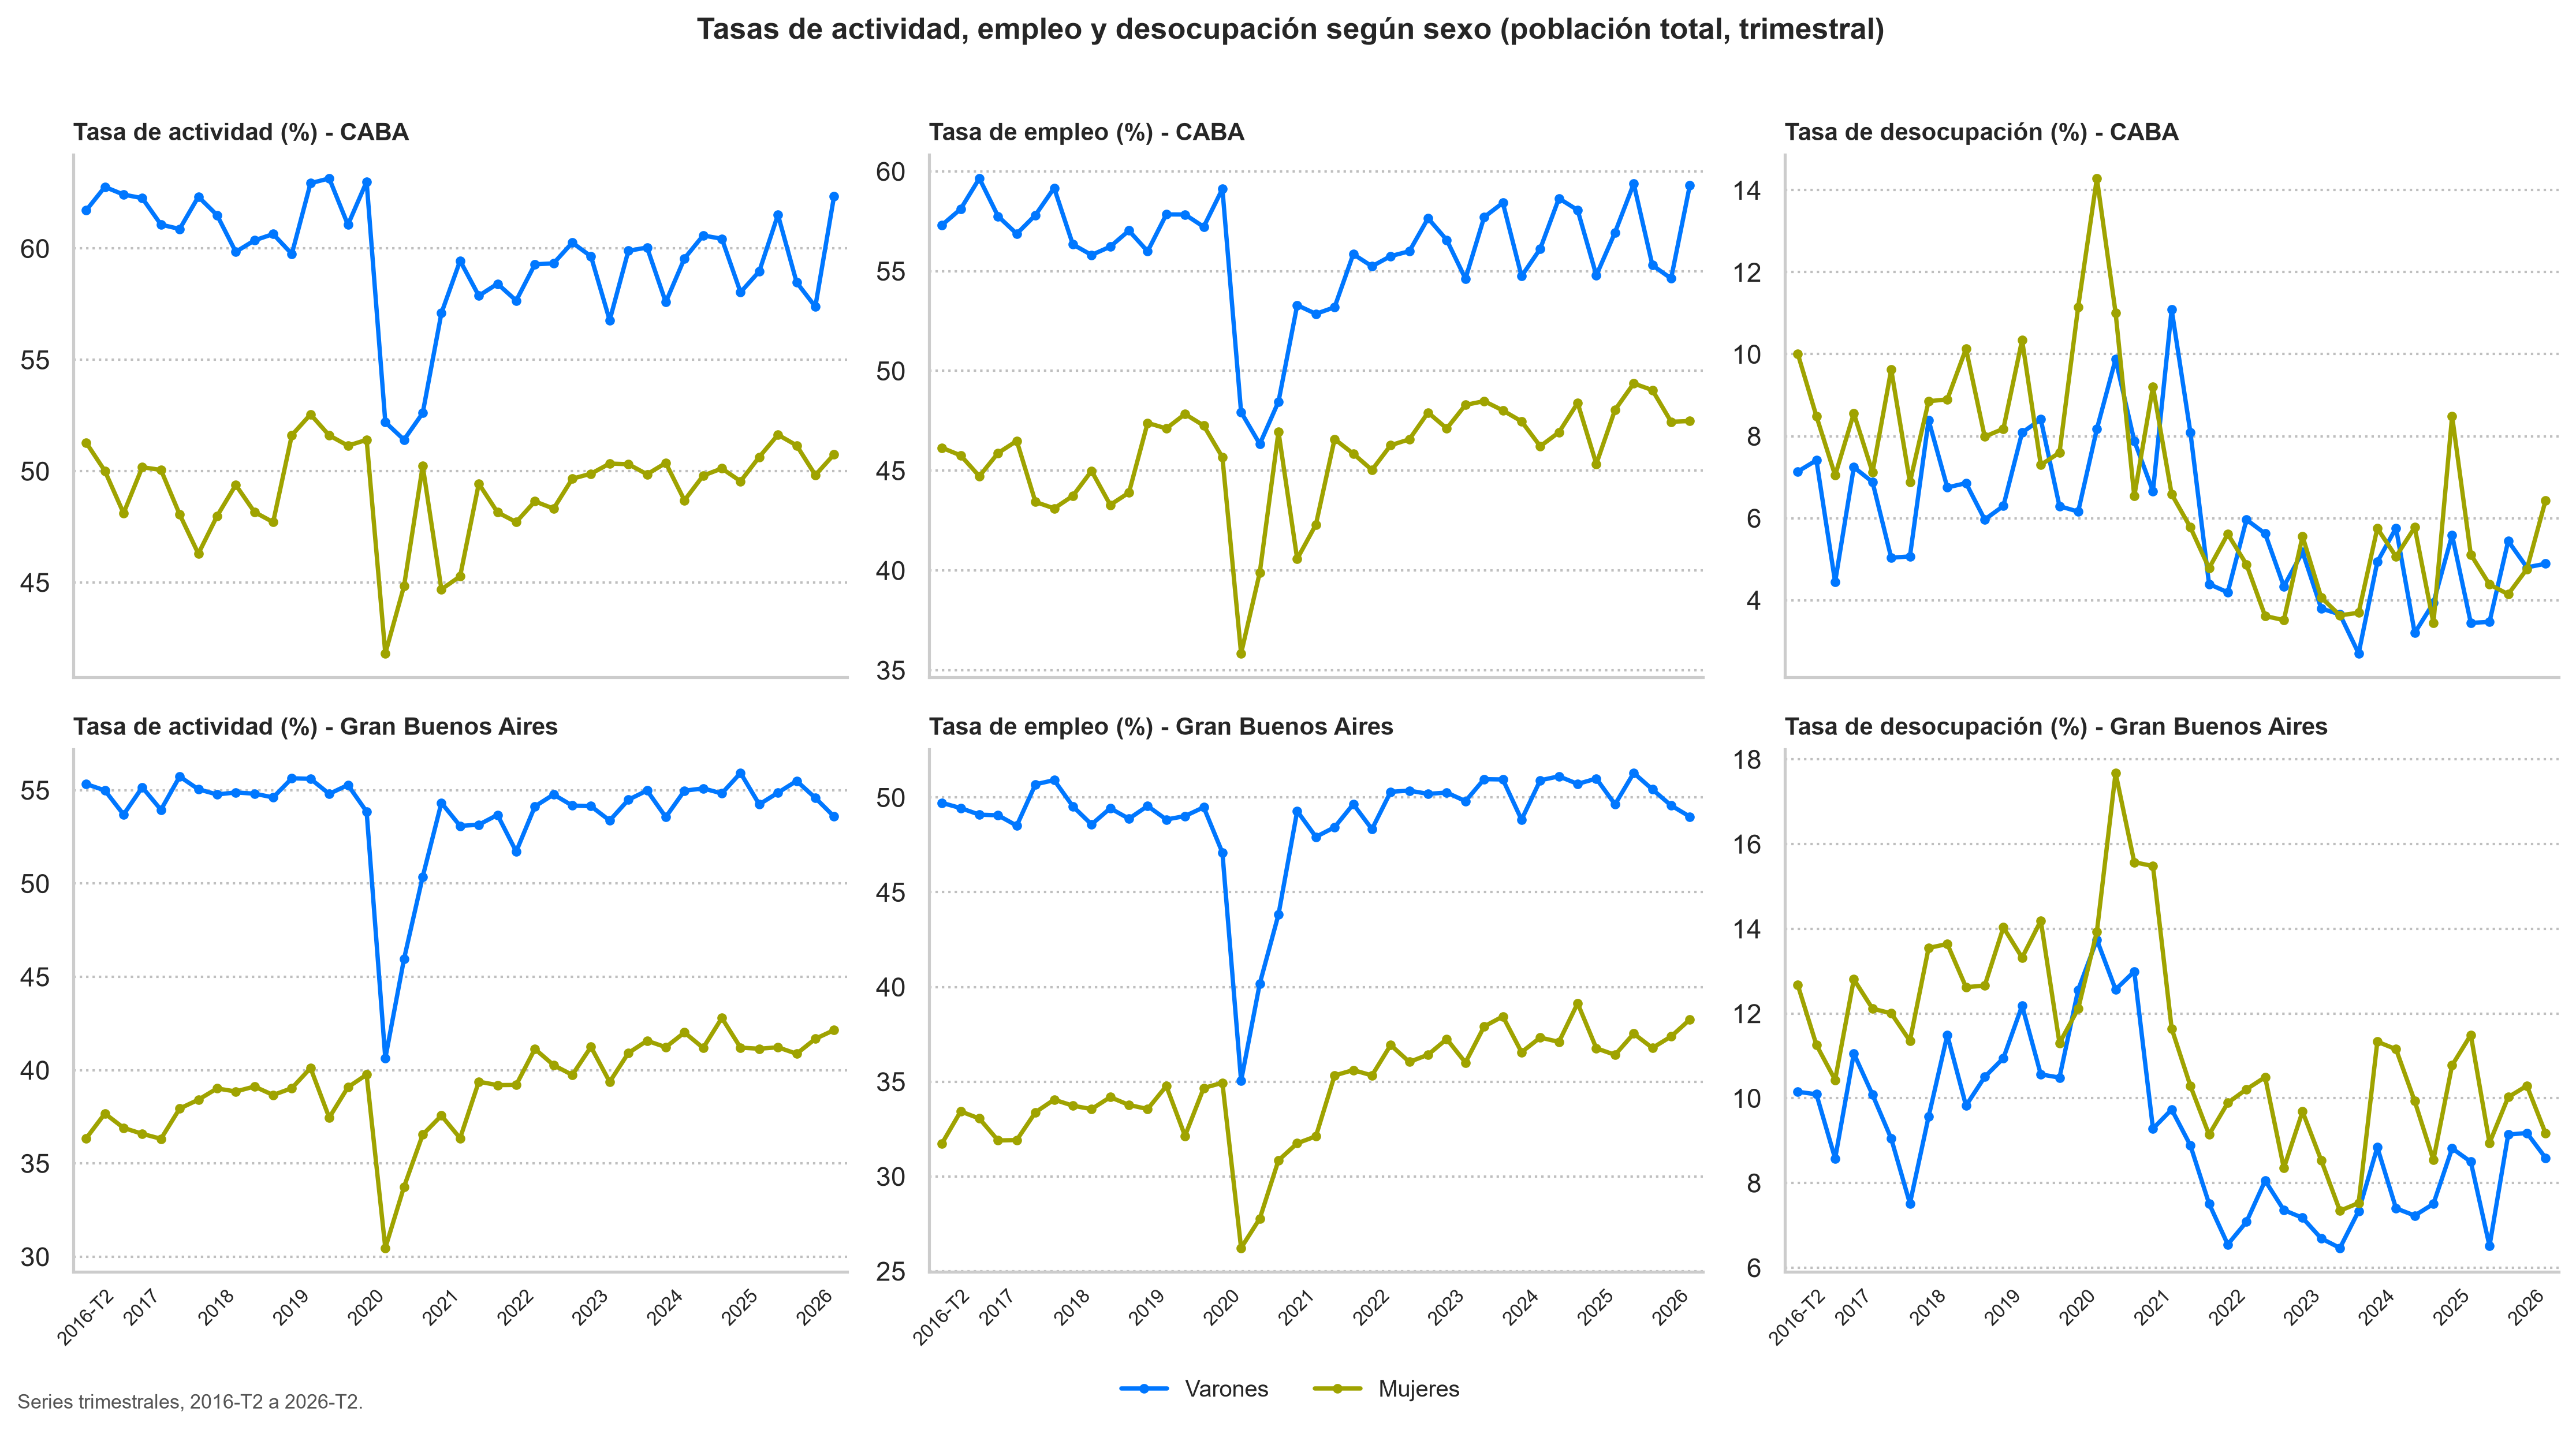 Tasas de actividad, empleo y desocupación según sexo (población total, trimestral)
Tasa de actividad (%) - CABA
60
55
50
45
Tasa de empleo (%) - CABA
60
55
50
45
40
35
Tasa de desocupación (%) - CABA
14
12
10
8
6
4
Tasa de actividad (%) - Gran Buenos Aires
55
50
45
40
35
30
2016-T2 2017 2018 2019 2020 2021 2022 2023 2024 2025 2026
Tasa de empleo (%) - Gran Buenos Aires
50
45
40
35
30
25
2016-T2 2017 2018 2019 2020 2021 2022 2023 2024 2025 2026
Tasa de desocupación (%) - Gran Buenos Aires
18
16
14
12
10
8
6
2016-T2 2017 2018 2019 2020 2021 2022 2023 2024 2025 2026
Varones Mujeres
Series trimestrales, 2016-T2 a 2026-T2.